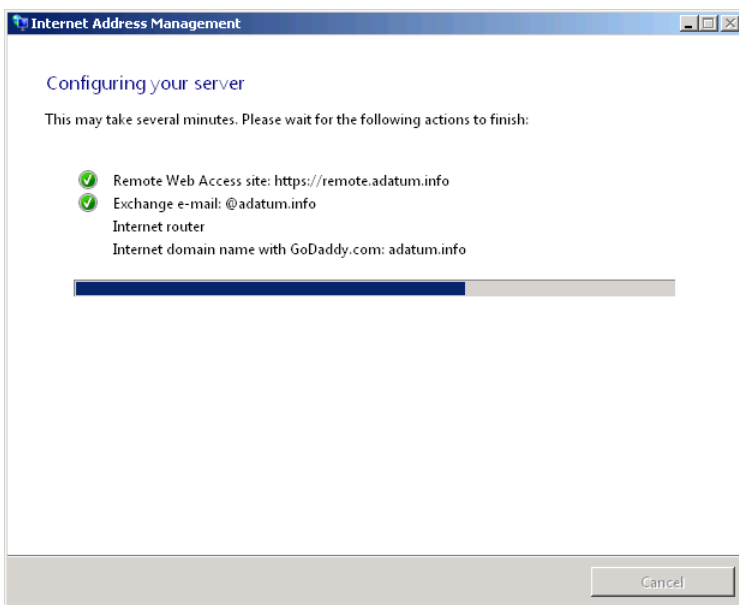 Internet Address Management
Configuring your server
This may take several minutes. Please wait for the following actions to finish:
Remote Web Access site: https://remote.adatum.info
Exchange e-mail: @adatum.info
Internet router
Internet domain name with GoDaddy.com: adatum.info
Cancel